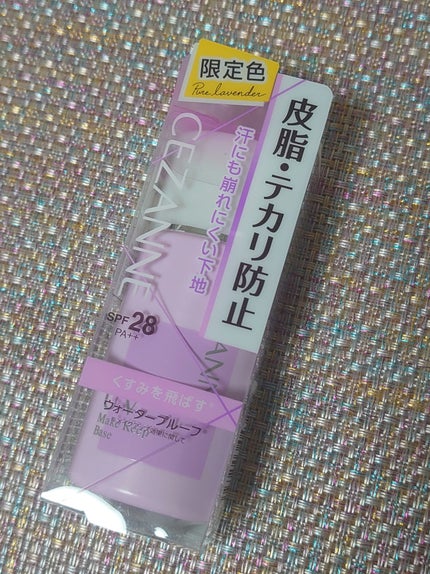 限定色
Pure lavender
皮脂・テカリ防止
汗にも崩れにくい下地
CEZANNE
SPF28
PA++
くすみを飛ばす
ウォータープルーフ
Make Keep
Base